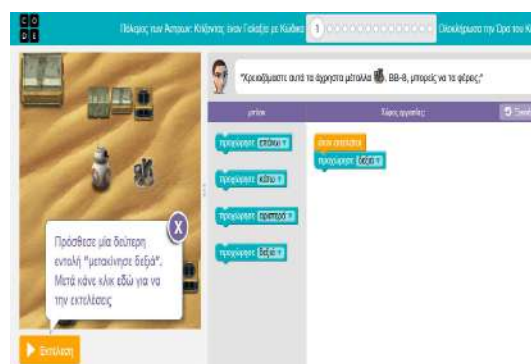 C O
D E
Πόλεμος των Άστρων: Χτίζοντας έναν Γαλαξία με Κώδικα
1
Ολοκλήρωσα την Ώρα του Κ
"Χρειαζόμαστε αυτά τα άχρηστα μέταλλα . BB-8, μπορείς να τα φέρεις;"
μπλοκ
Χώρος εργασίας:
προχώρησε επάνω
προχώρησε κάτω
προχώρησε αριστερά
προχώρησε δεξιά
όταν εκτελείται
προχώρησε δεξιά
X
Πρόσθεσε μία δεύτερη
εντολή "μετακίνησε δεξιά".
Μετά κάνε κλικ εδώ για να
την εκτελέσεις
Εκτέλεση